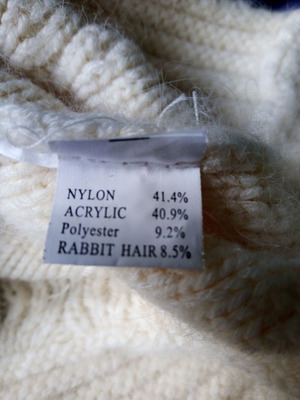 NYLON 41.4%
ACRYLIC 40.9%
Polyester 9.2%
RABBIT HAIR 8.5%